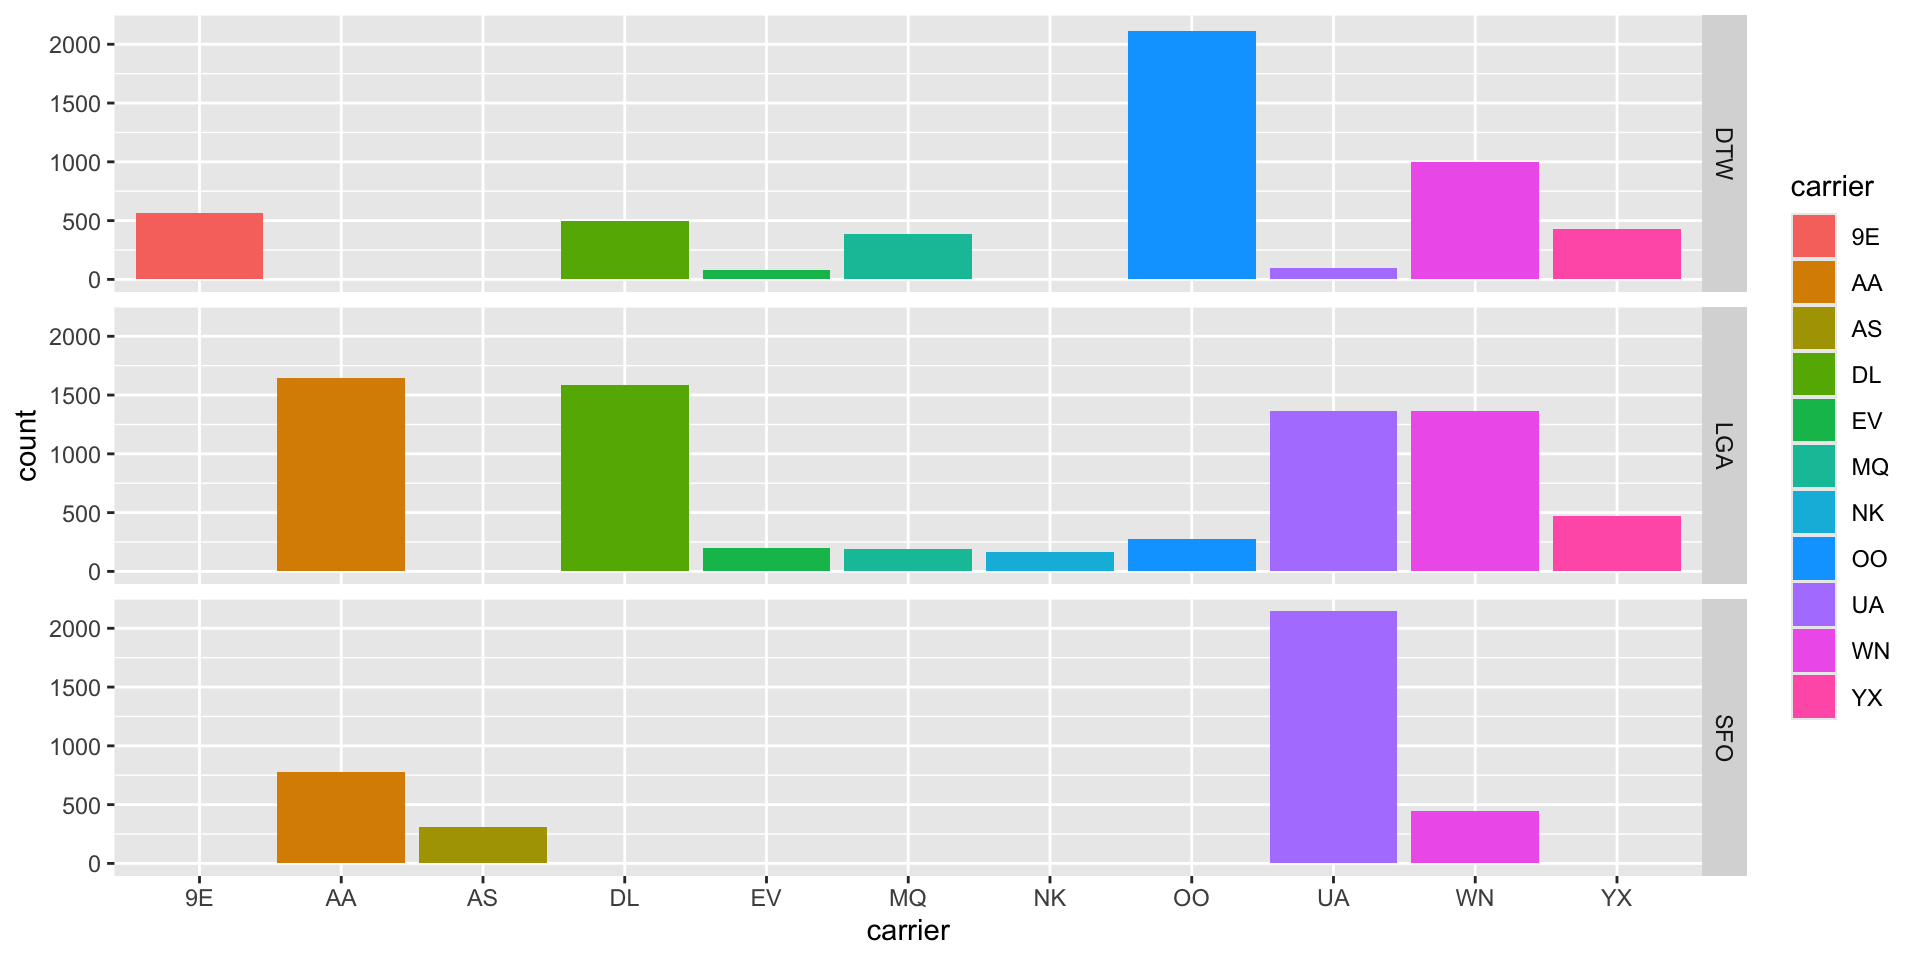 2000
1500
1000
500
0
DTW
2000
1500
1000
500
0
LGA
2000
1500
1000
500
0
SFO
count
9E AA AS DL EV MQ NK OO UA WN YX
carrier
carrier
9E
AA
AS
DL
EV
MQ
NK
OO
UA
WN
YX